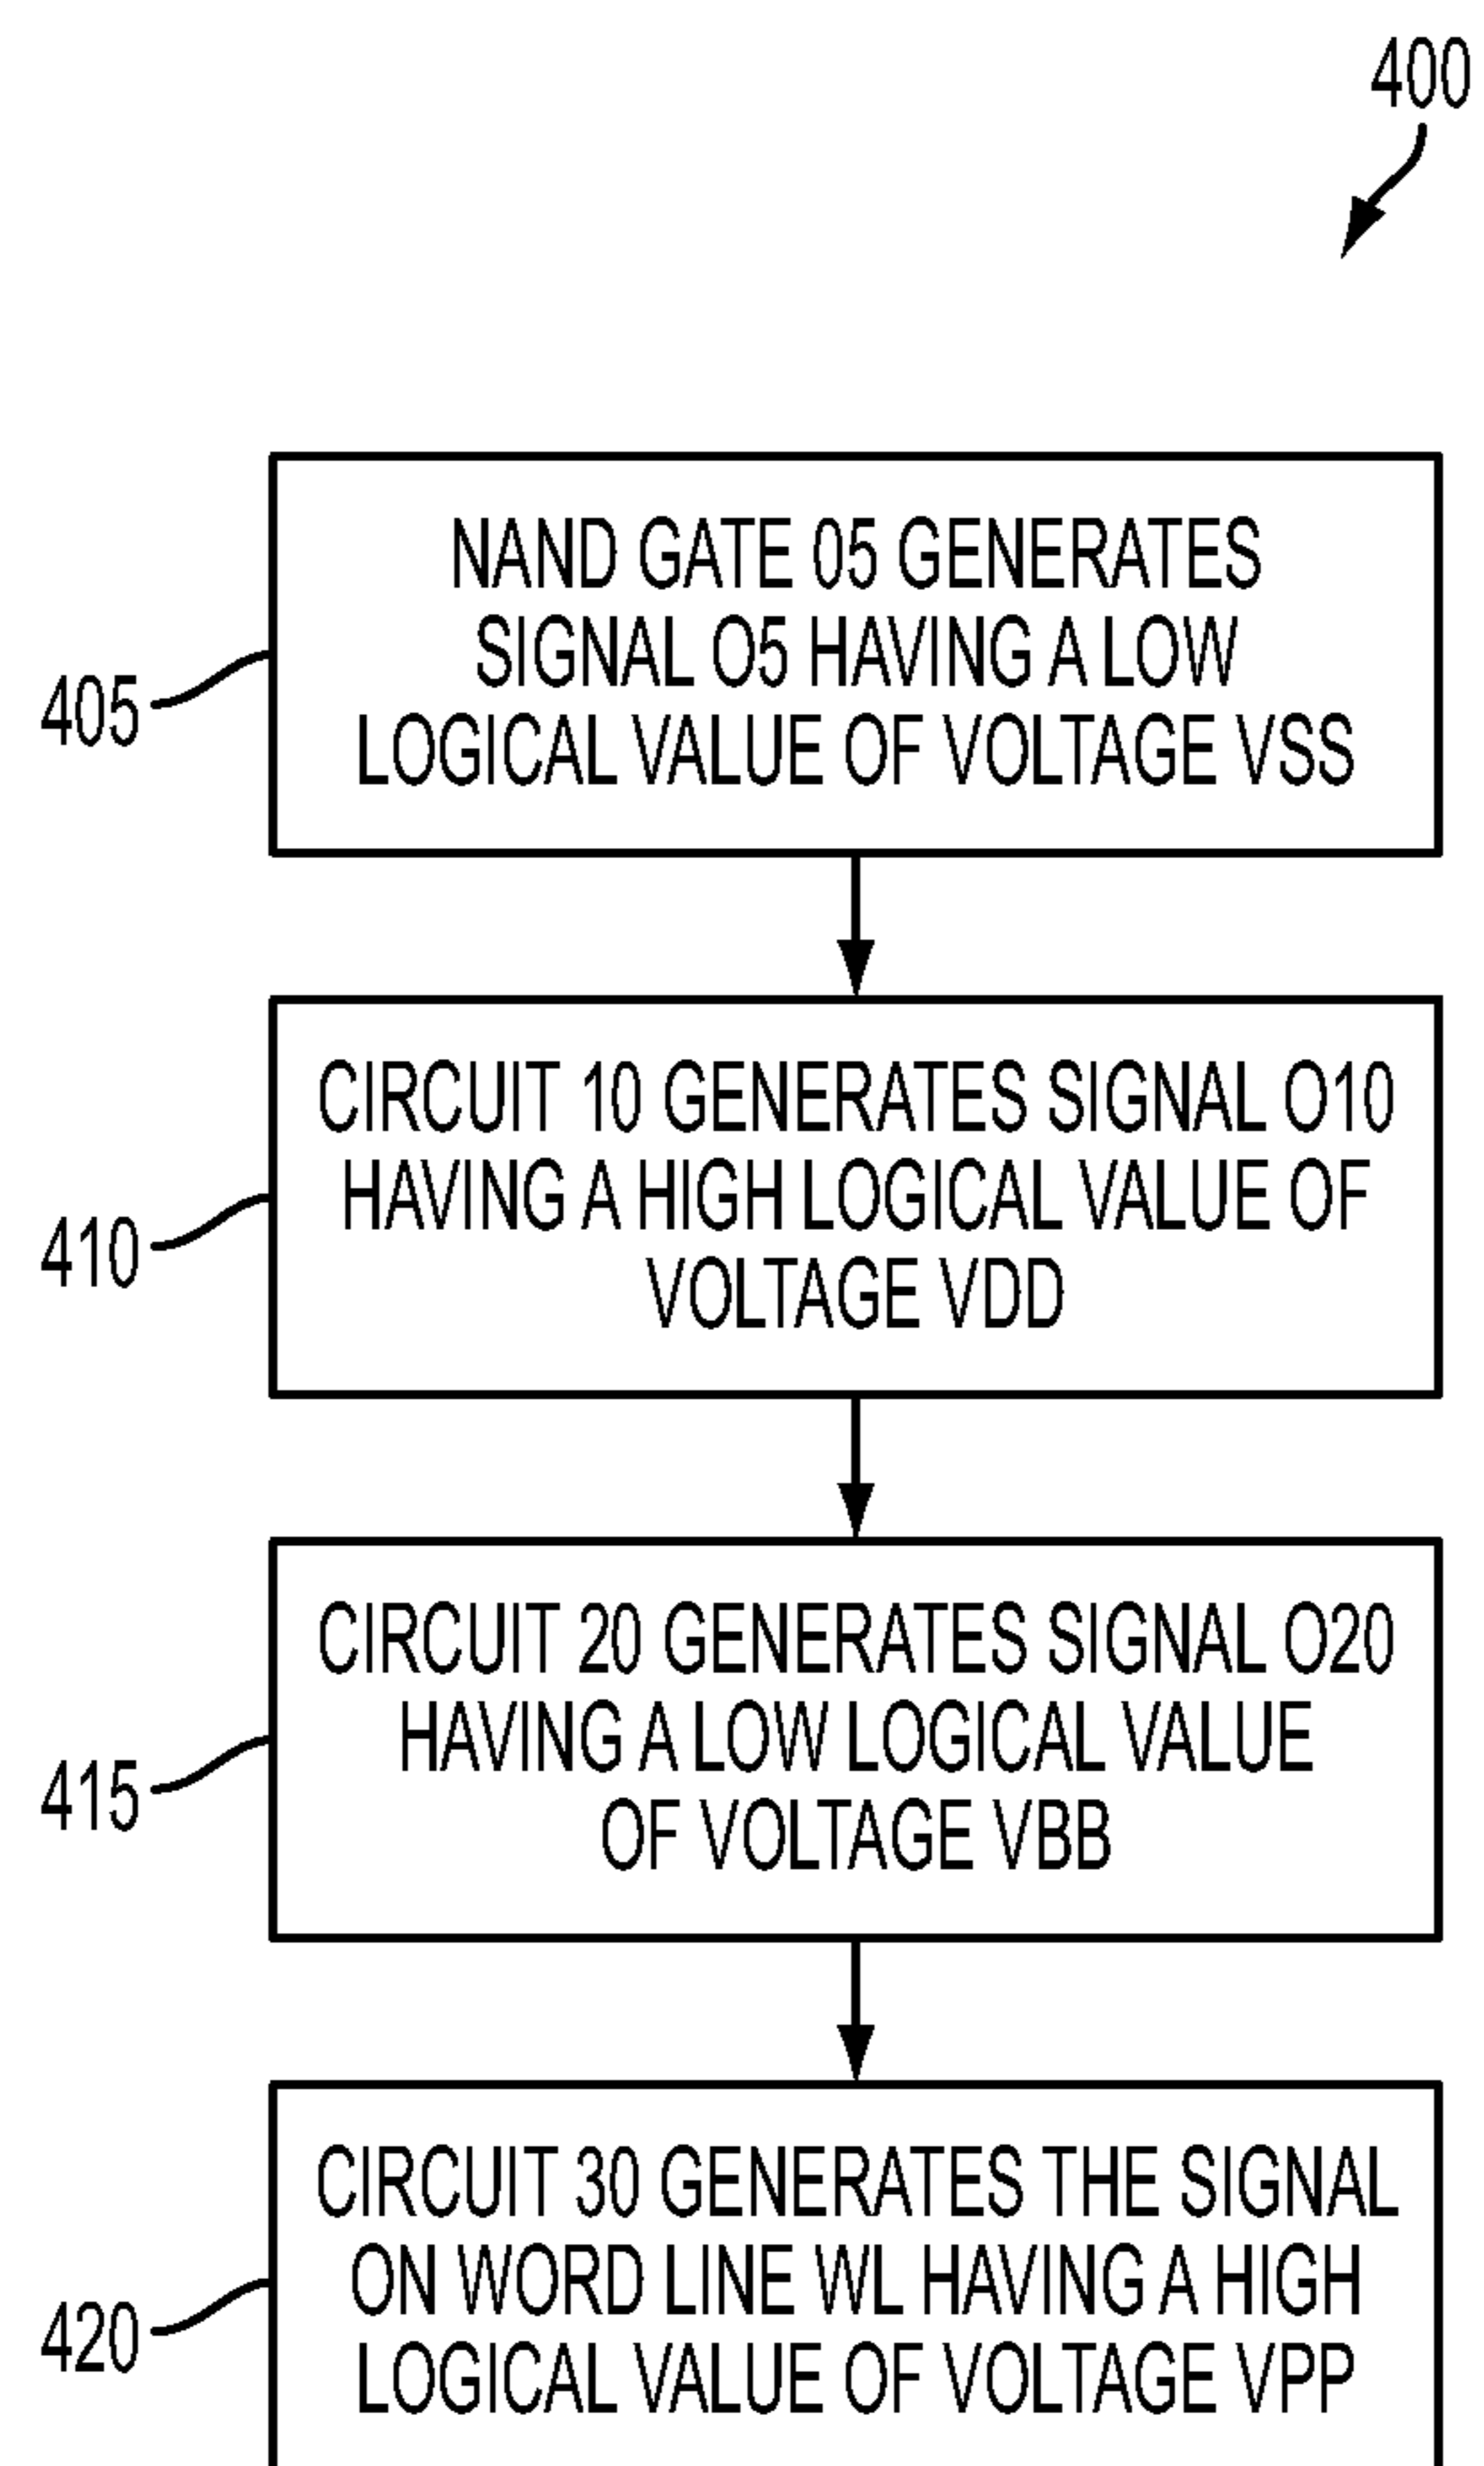 400
NAND GATE 05 GENERATES
SIGNAL O5 HAVING A LOW
LOGICAL VALUE OF VOLTAGE VSS
405
CIRCUIT 10 GENERATES SIGNAL O10
HAVING A HIGH LOGICAL VALUE OF
VOLTAGE VDD
410
CIRCUIT 20 GENERATES SIGNAL O20
HAVING A LOW LOGICAL VALUE
OF VOLTAGE VBB
415
CIRCUIT 30 GENERATES THE SIGNAL
ON WORD LINE WL HAVING A HIGH
LOGICAL VALUE OF VOLTAGE VPP
420